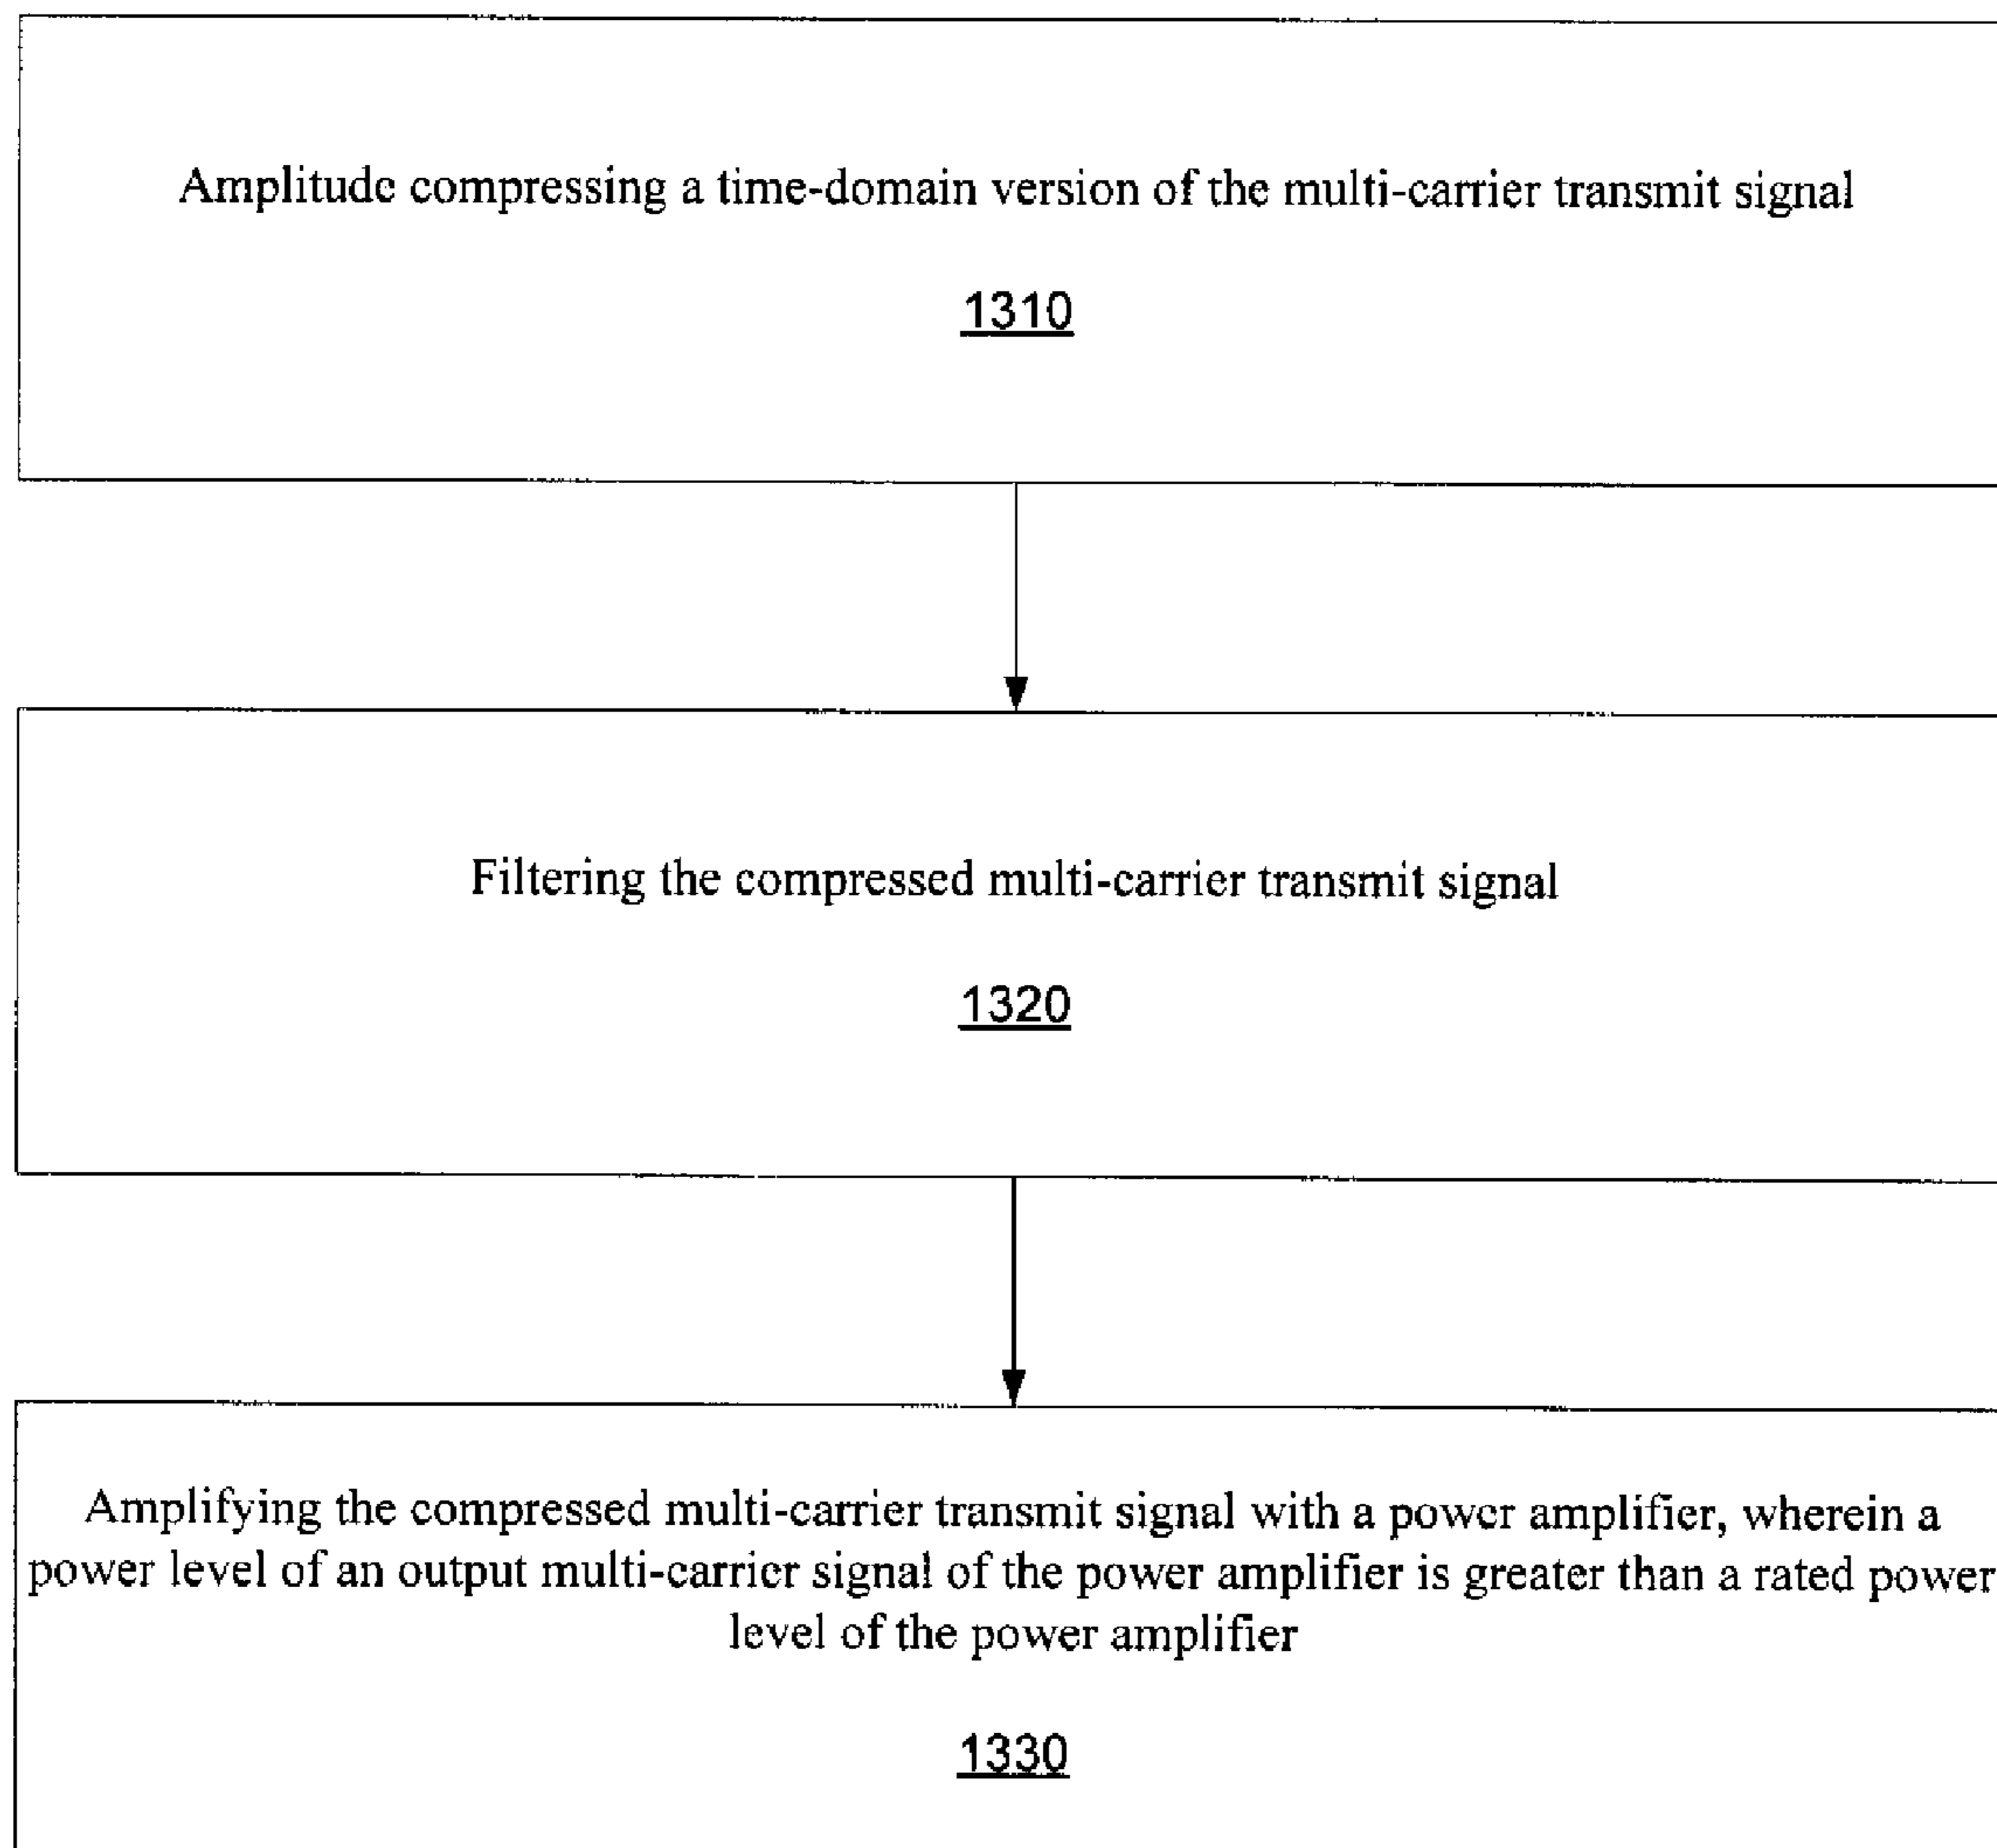 Amplitude compressing a time-domain version of the multi-carrier transmit signal
1310
Filtering the compressed multi-carrier transmit signal
1320
Amplifying the compressed multi-carrier transmit signal with a power amplifier, wherein a
power level of an output multi-carrier signal of the power amplifier is greater than a rated power
level of the power amplifier
1330